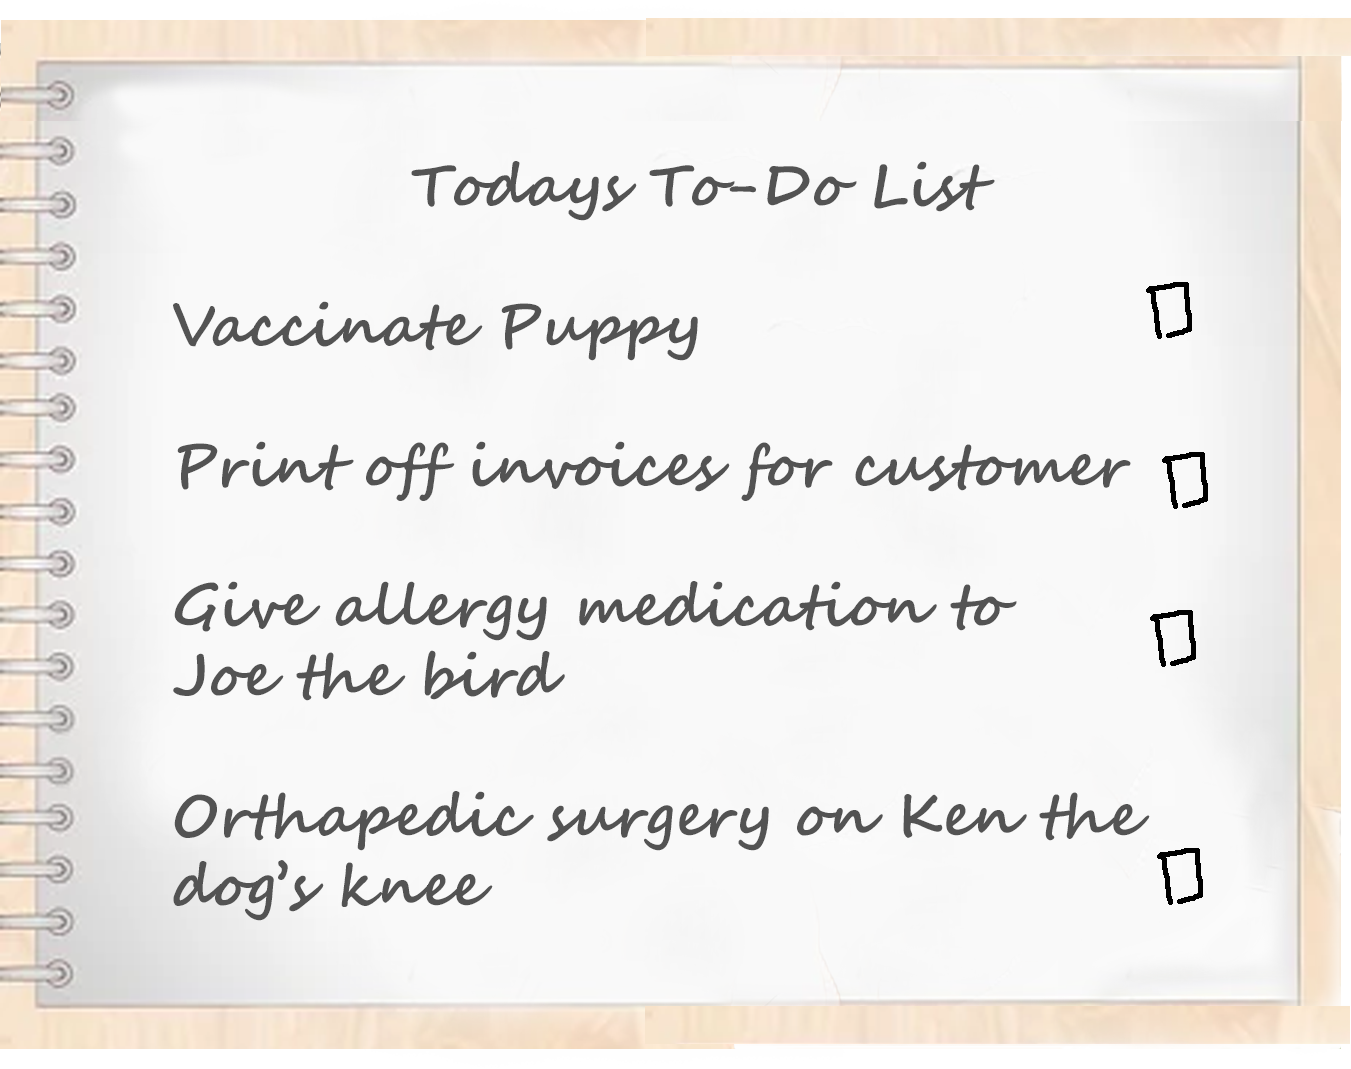 Todays To-Do List
Vaccinate Puppy
Print off invoices for customer
Give allergy medication to
Joe the bird
Orthapedic surgery on Ken the
dog's knee